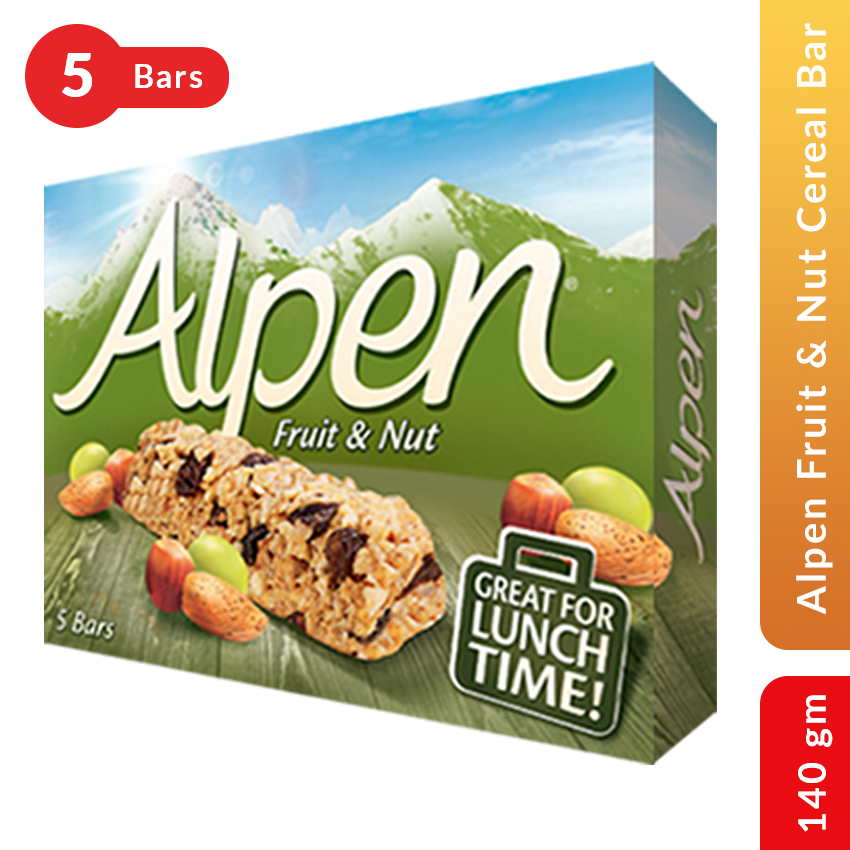 5 Bars
Alpen®
Fruit & Nut
5 Bars
GREAT FOR
LUNCH
TIME!
Alpen
Alpen Fruit & Nut Cereal Bar
140 gm